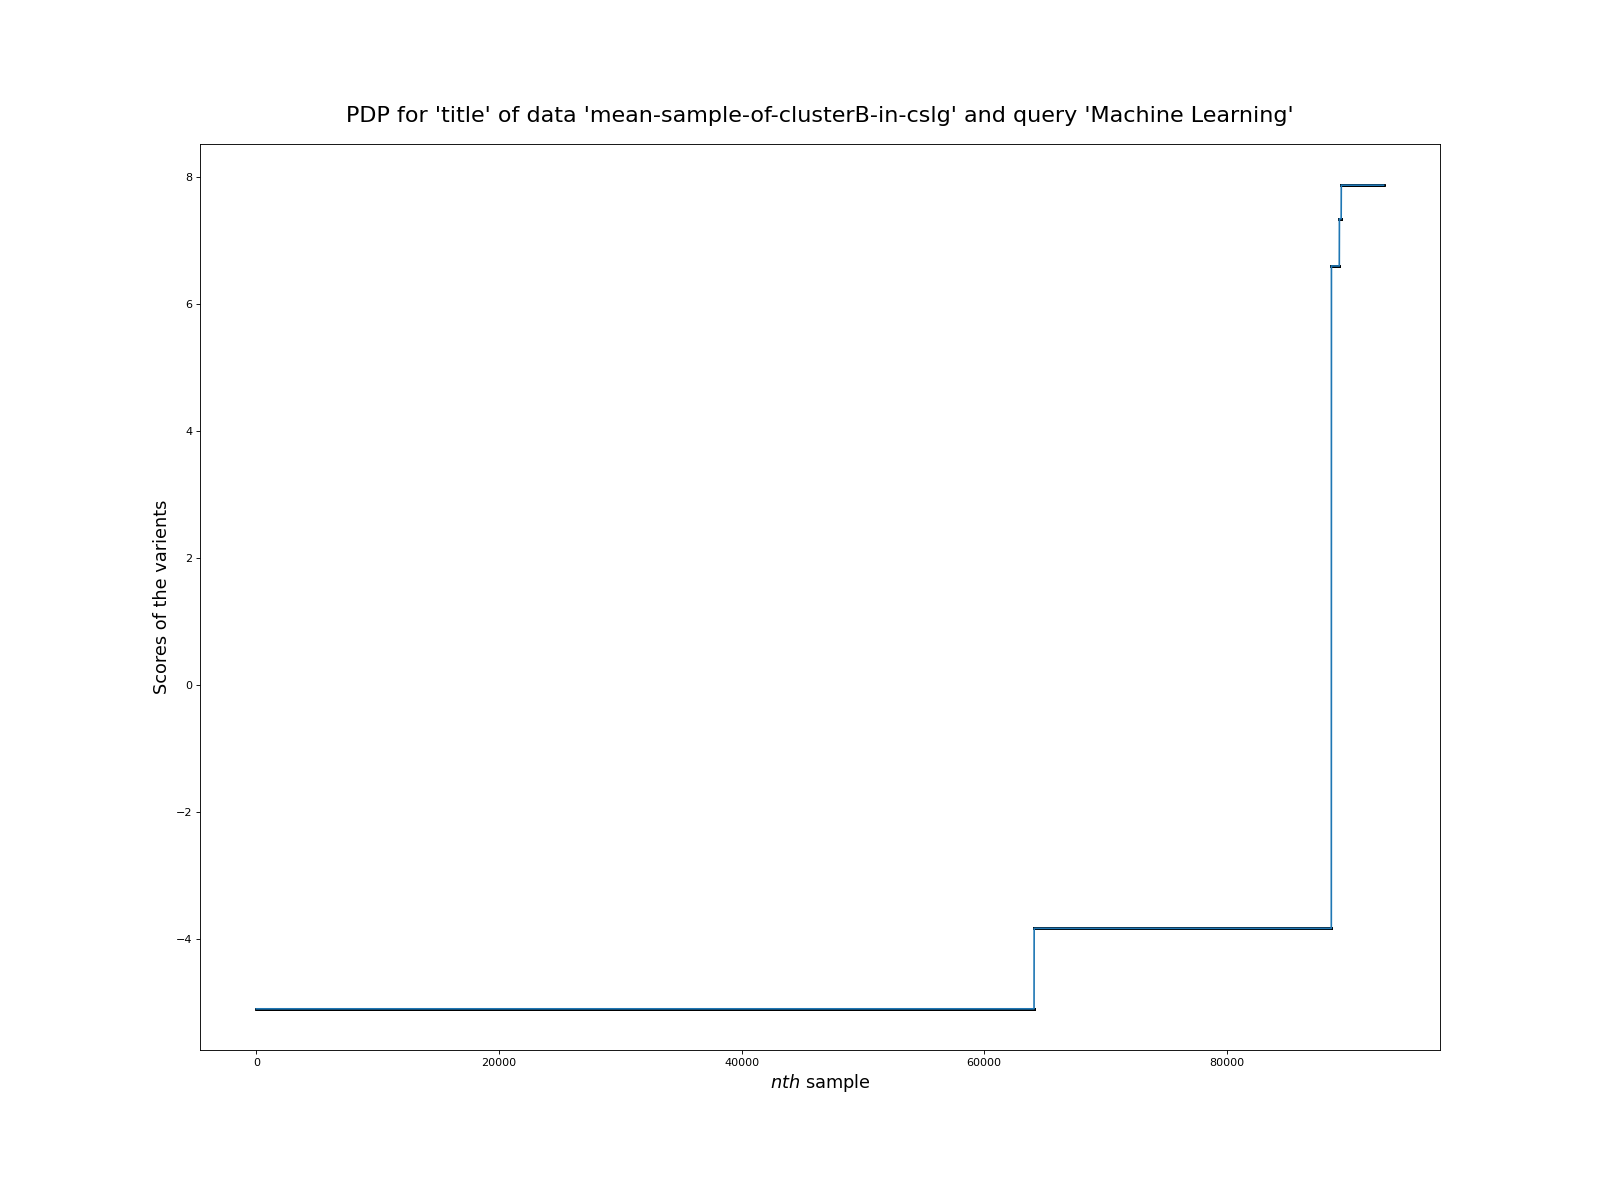 PDP for 'title' of data 'mean-sample-of-clusterB-in-cslg' and query 'Machine Learning'
8
6
4
2
0
−2
−4
Scores of the varients
0 20000 40000 60000 80000
nth sample